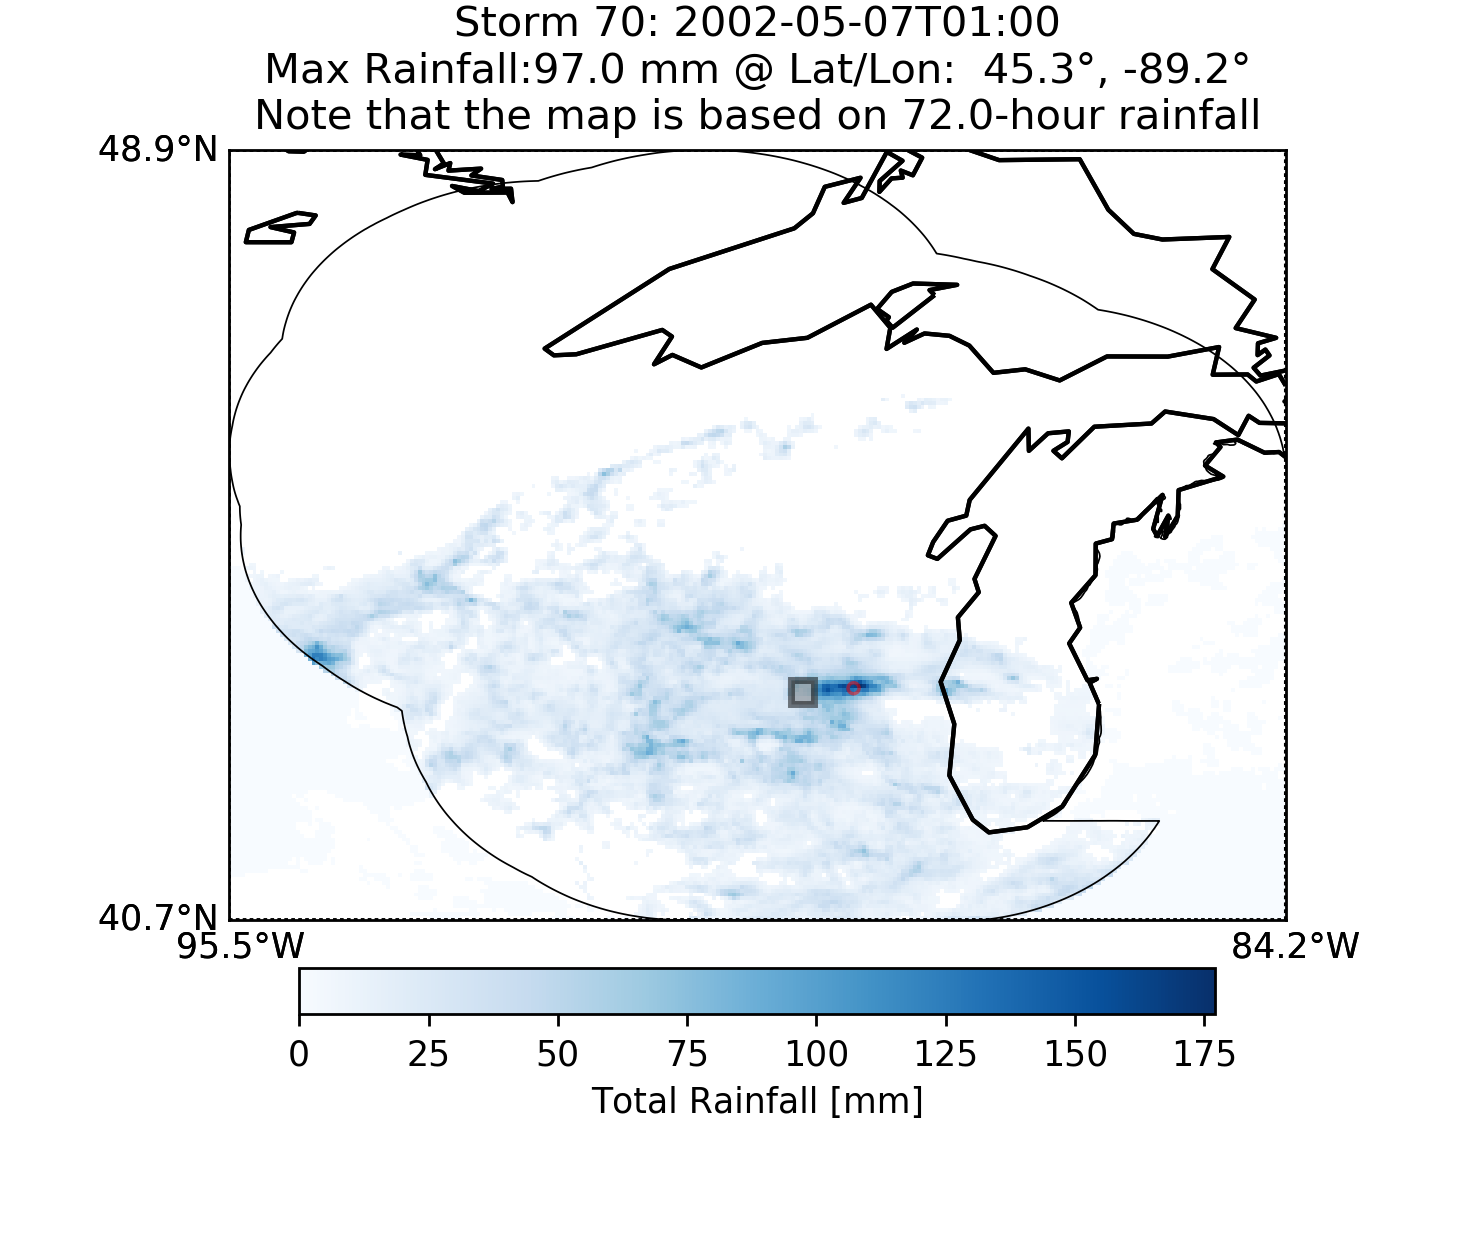 Storm 70: 2002-05-07T01:00
Max Rainfall:97.0 mm @ Lat/Lon:  45.3°, -89.2°
Note that the map is based on 72.0-hour rainfall
48.9°N
40.7°N
95.5°W 84.2°W
0 25 50 75 100 125 150 175
Total Rainfall [mm]